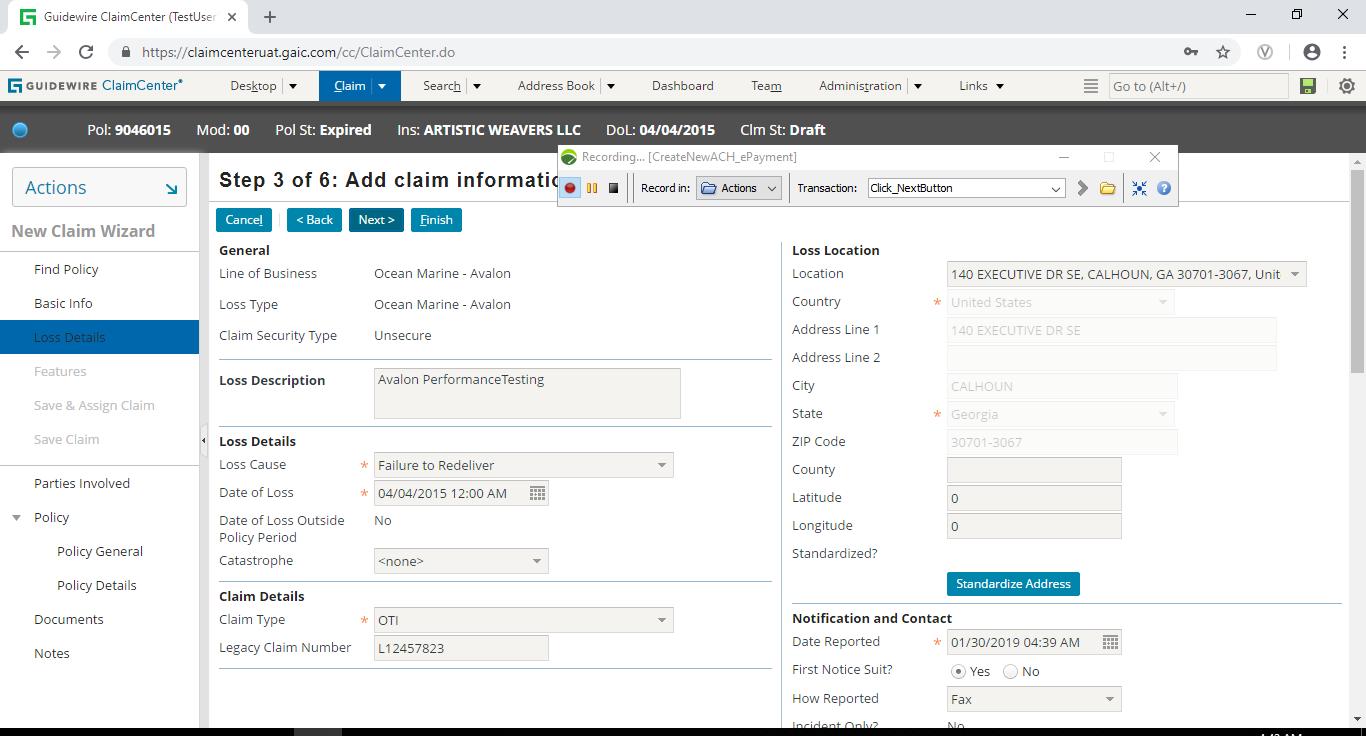 Guidewire ClaimCenter (TestUser
https://claimcenteruat.gaic.com/cc/ClaimCenter.do
GUIDEWIRE ClaimCenter®
Desktop
Claim
Search
Address Book
Dashboard
Team
Administration
Links
Go to (Alt+/)
Pol: 9046015 Mod: 00 Pol St: Expired Ins: ARTISTIC WEAVERS LLC DoL: 04/04/2015 Clm St: Draft
Recording... [CreateNewACH_ePayment]
Record in: Actions Transaction: Click_NextButton
Actions
New Claim Wizard
Find Policy
Basic Info
Loss Details
Features
Save & Assign Claim
Save Claim
Parties Involved
Policy
Policy General
Policy Details
Documents
Notes
Step 3 of 6: Add claim informatio
Cancel < Back Next > Finish
General
Line of Business Ocean Marine - Avalon
Loss Type Ocean Marine - Avalon
Claim Security Type Unsecure
Loss Description Avalon PerformanceTesting
Loss Details
Loss Cause * Failure to Redeliver
Date of Loss * 04/04/2015 12:00 AM
Date of Loss Outside No
Policy Period
Catastrophe <none>
Claim Details
Claim Type * OTI
Legacy Claim Number L12457823
Loss Location
Location 140 EXECUTIVE DR SE, CALHOUN, GA 30701-3067, Unit
Country * United States
Address Line 1 140 EXECUTIVE DR SE
Address Line 2
City CALHOUN
State * Georgia
ZIP Code 30701-3067
County
Latitude 0
Longitude 0
Standardized?
Standardize Address
Notification and Contact
Date Reported * 01/30/2019 04:39 AM
First Notice Suit? Yes No
How Reported Fax
Incident Only? No